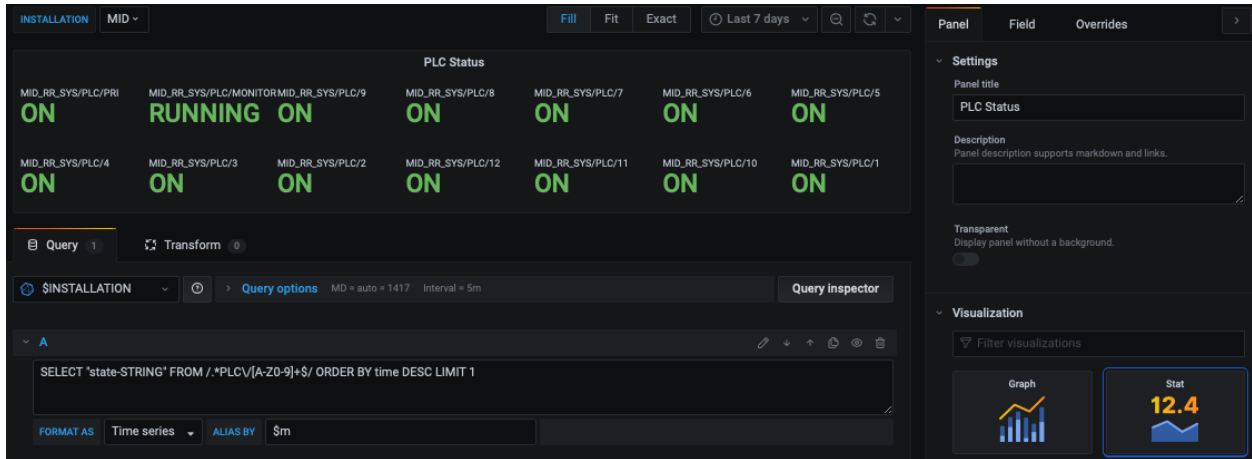 INSTALLATION MID Fill Fit Exact Last 7 days
PLC Status
MID_RR_SYS/PLC/PRI MID_RR_SYS/PLC/MONITOR MID_RR_SYS/PLC/9 MID_RR_SYS/PLC/8 MID_RR_SYS/PLC/7 MID_RR_SYS/PLC/6 MID_RR_SYS/PLC/5
ON RUNNING ON ON ON ON ON
MID_RR_SYS/PLC/4 MID_RR_SYS/PLC/3 MID_RR_SYS/PLC/2 MID_RR_SYS/PLC/12 MID_RR_SYS/PLC/11 MID_RR_SYS/PLC/10 MID_RR_SYS/PLC/1
ON ON ON ON ON ON ON
Query 1 Transform 0
$INSTALLATION Query options MD = auto = 1417 Interval = 5m Query inspector
A
SELECT "state-STRING" FROM /.*PLC\/[A-Z0-9]+$/ ORDER BY time DESC LIMIT 1
FORMAT AS Time series ALIAS BY $m
Panel Field Overrides
Settings
Panel title
PLC Status
Description
Panel description supports markdown and links.
Transparent
Display panel without a background.
Visualization
Filter visualizations
Graph Stat
12.4